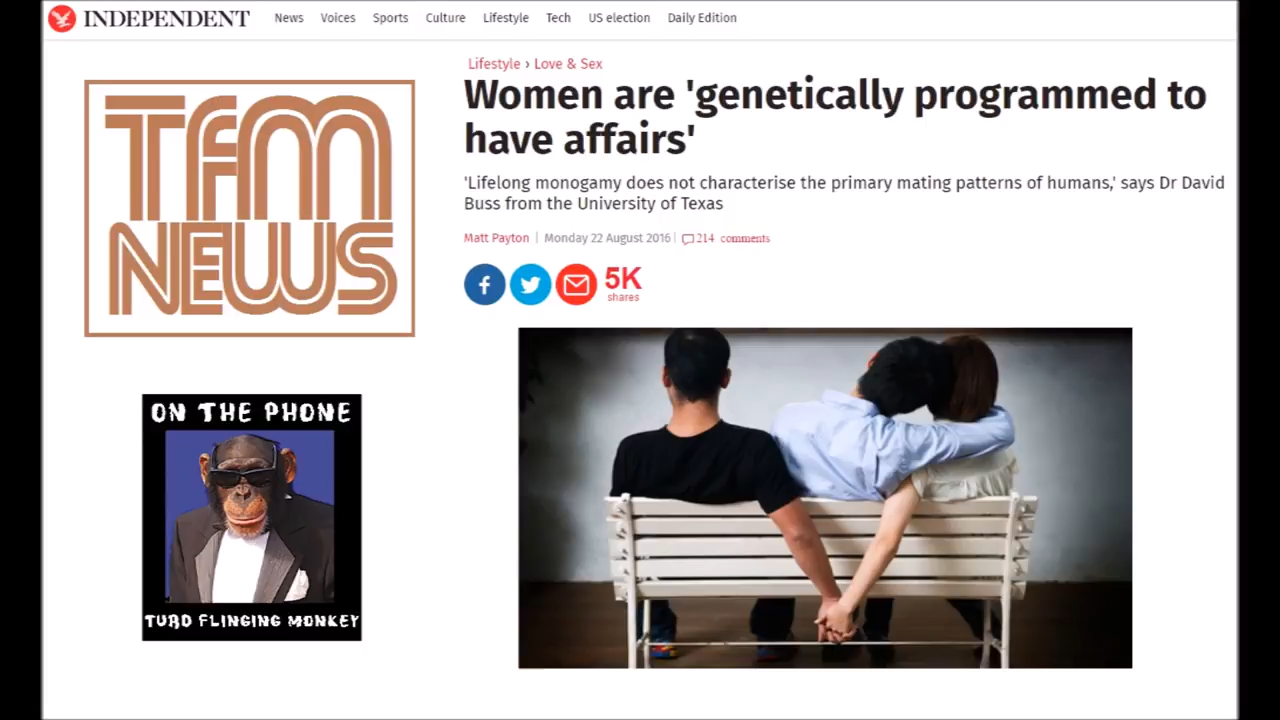 INDEPENDENT
News Voices Sports Culture Lifestyle Tech US election Daily Edition
Lifestyle › Love & Sex
Women are 'genetically programmed to
have affairs'
'Lifelong monogamy does not characterise the primary mating patterns of humans,' says Dr David
Buss from the University of Texas
Matt Payton | Monday 22 August 2016 | 214 comments
5K
shares
TFM
NEWS
ON THE PHONE
TURD FLINGING MONKEY